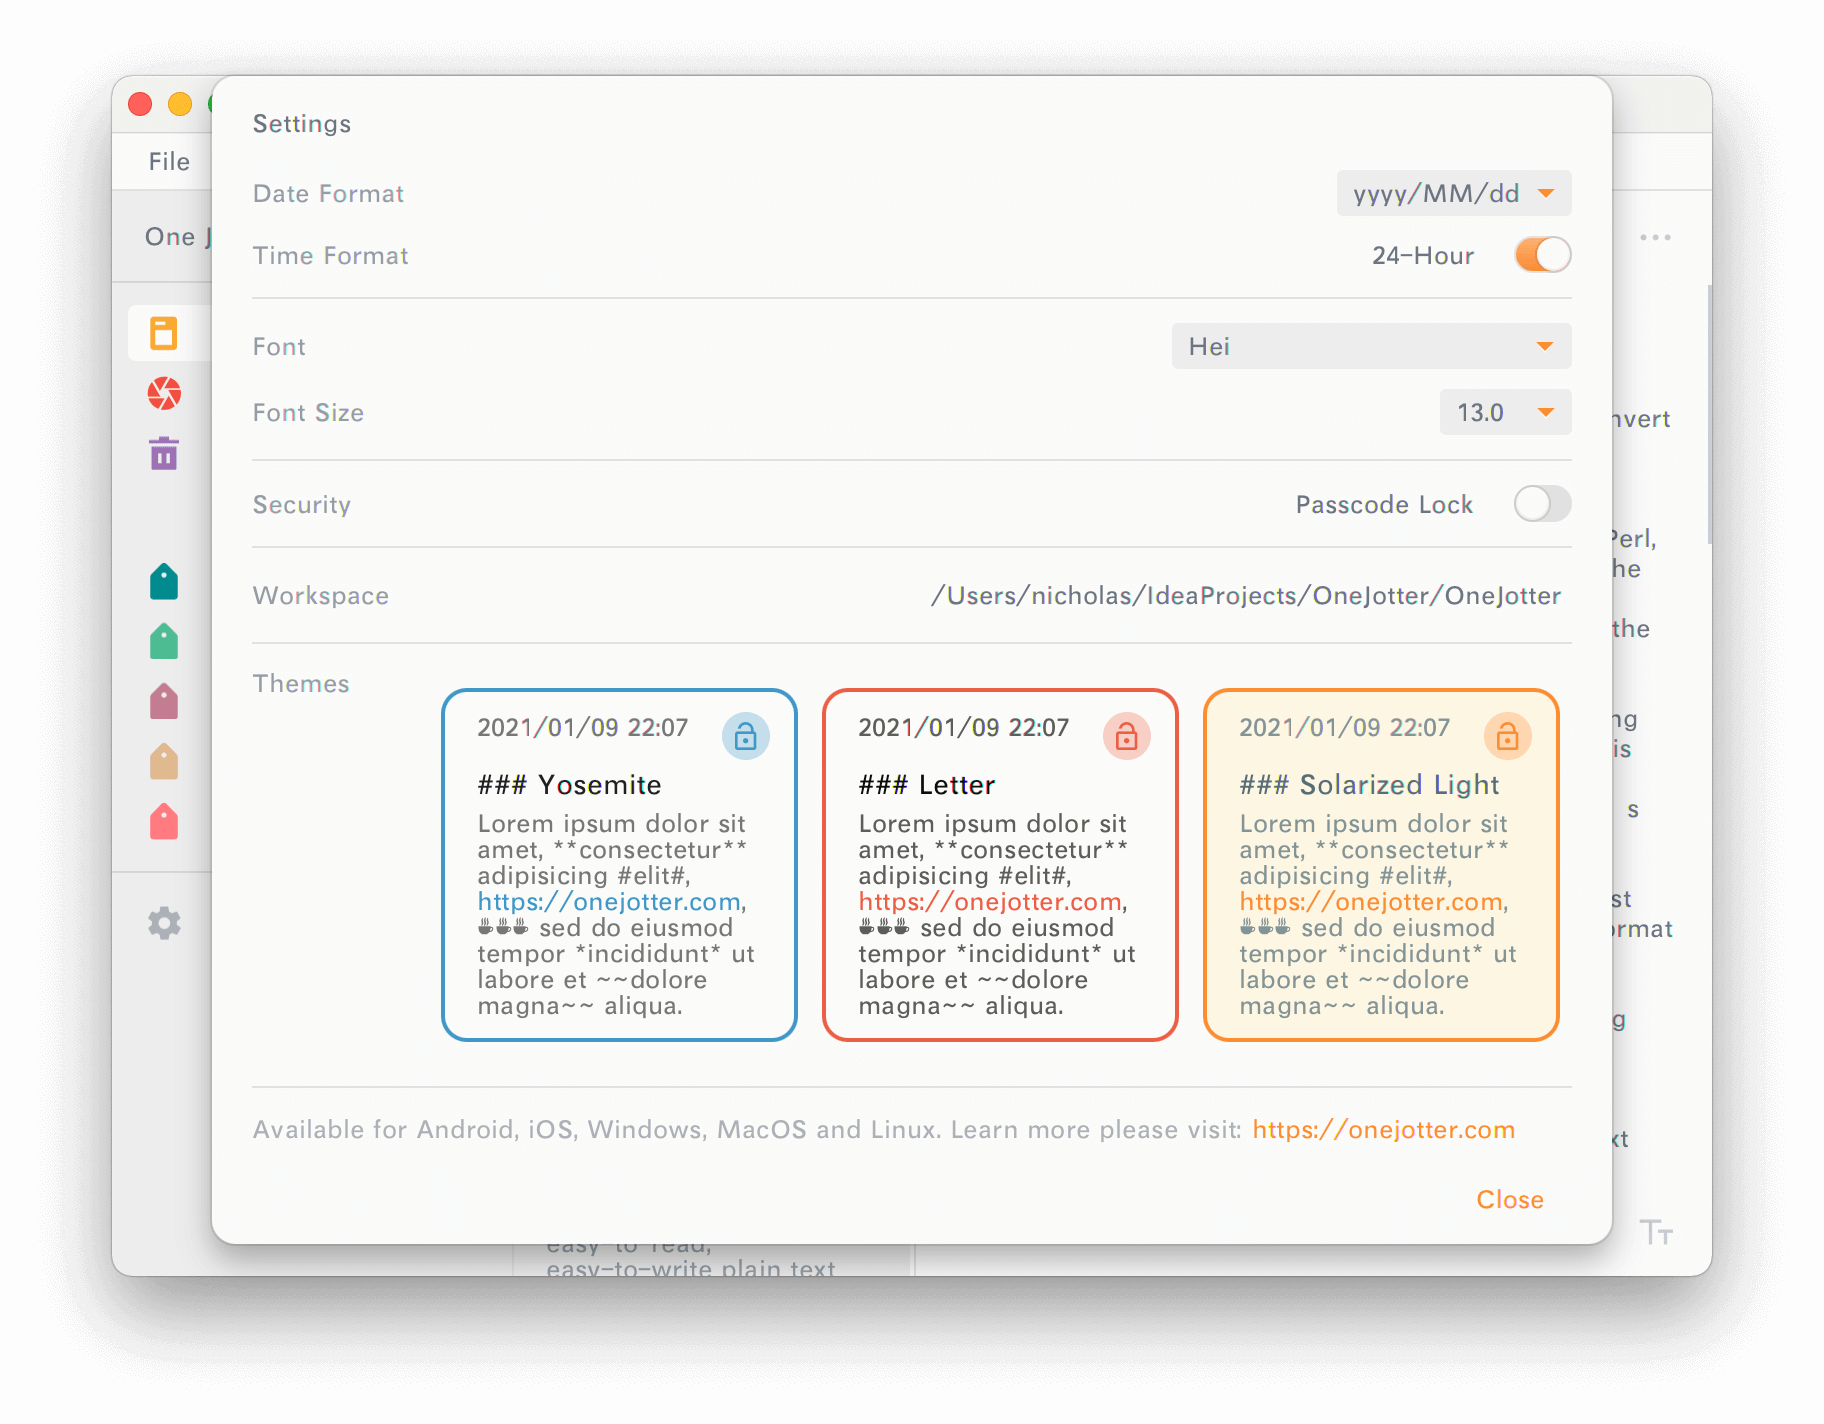 Settings
File
Date Format
yyyy/MM/dd
One J
Time Format
24-Hour
Font
Hei
Font Size
13.0
nvert
Security
Passcode Lock
Perl,
he
Workspace
/Users/nicholas/IdeaProjects/OneJotter/OneJotter
the
Themes
2021/01/09 22:07
### Yosemite
Lorem ipsum dolor sit
amet, **consectetur**
adipisicing #elit#,
https://onejotter.com,
☕☕☕ sed do eiusmod
tempor *incididunt* ut
labore et ~~dolore
magna~~ aliqua.
2021/01/09 22:07
### Letter
Lorem ipsum dolor sit
amet, **consectetur**
adipisicing #elit#,
https://onejotter.com,
☕☕☕ sed do eiusmod
tempor *incididunt* ut
labore et ~~dolore
magna~~ aliqua.
2021/01/09 22:07
### Solarized Light
Lorem ipsum dolor sit
amet, **consectetur**
adipisicing #elit#,
https://onejotter.com,
☕☕☕ sed do eiusmod
tempor *incididunt* ut
labore et ~~dolore
magna~~ aliqua.
ng
is
s
st
ormat
g
xt
Available for Android, iOS, Windows, MacOS and Linux. Learn more please visit: https://onejotter.com
Close
Tт
easy-to-read,
easy-to-write plain text